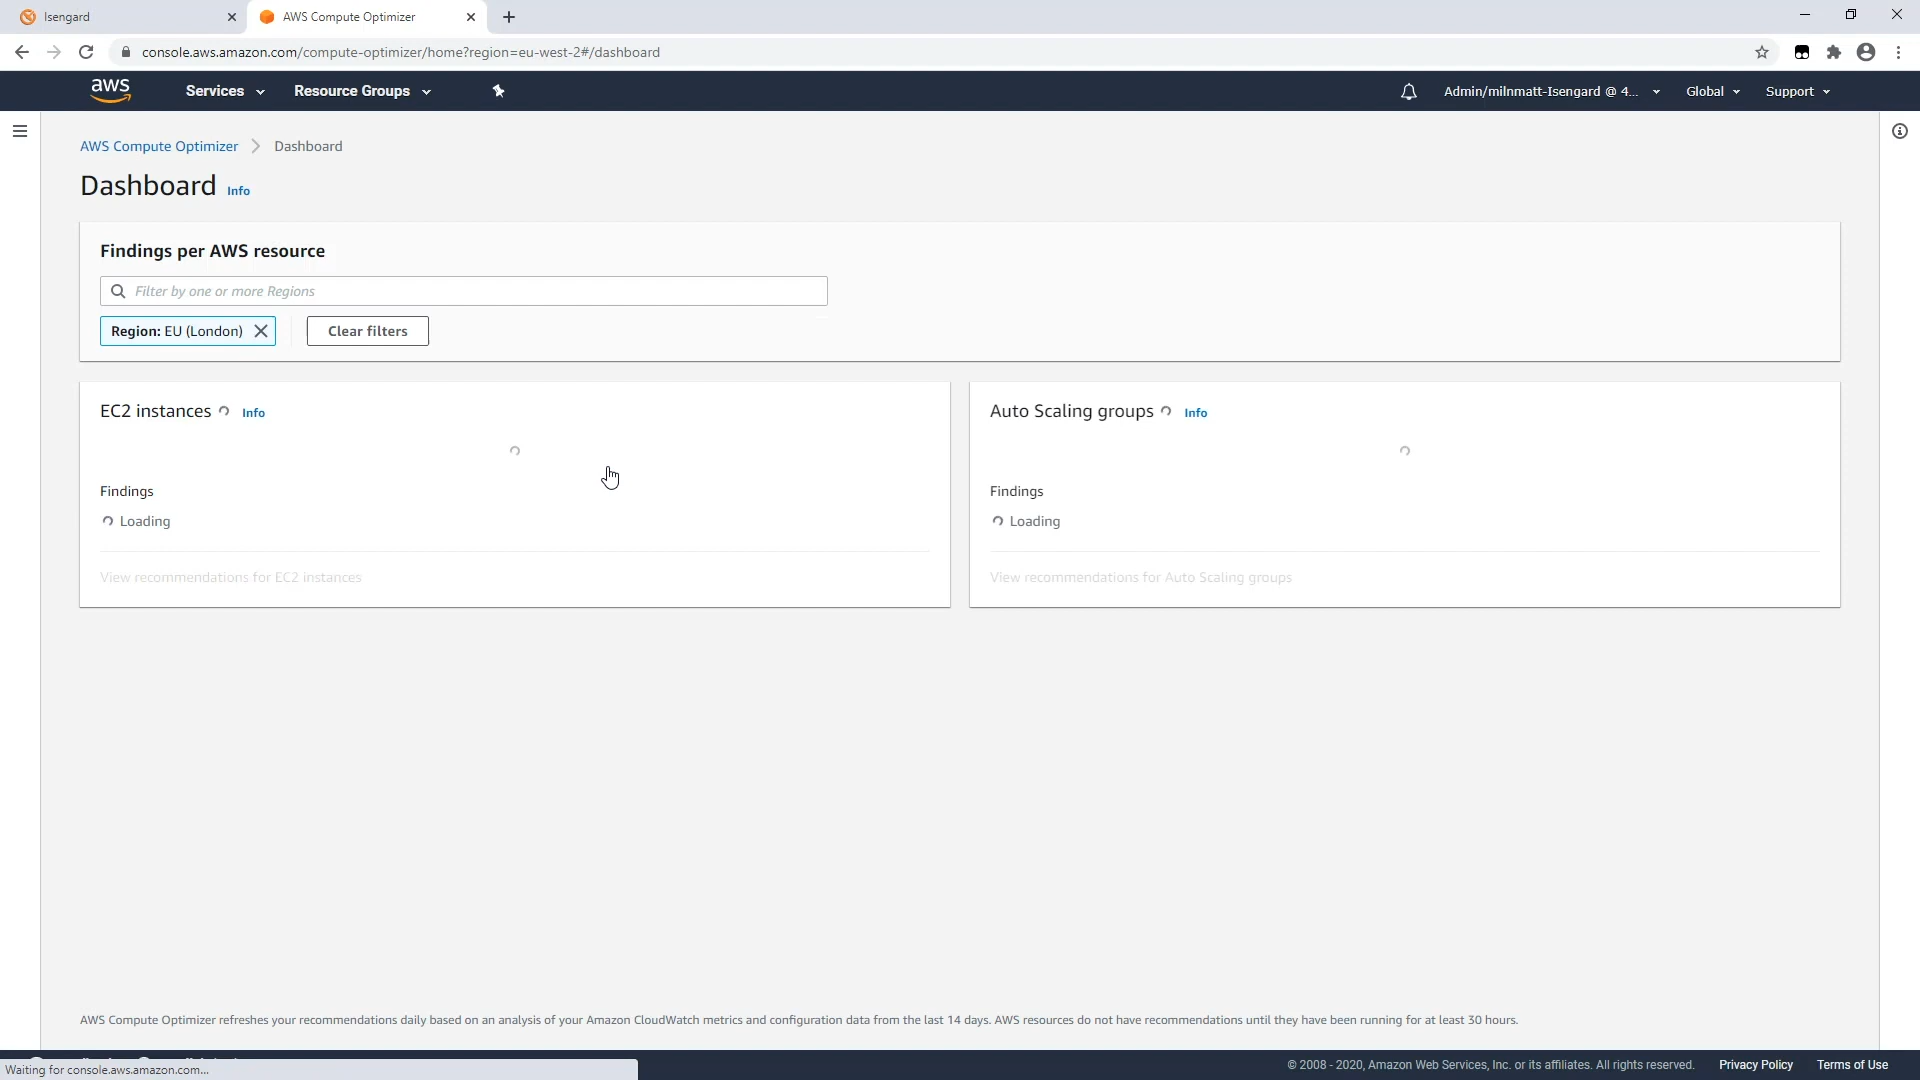 Isengard
AWS Compute Optimizer
console.aws.amazon.com/compute-optimizer/home?region=eu-west-2#/dashboard
aws
Services
Resource Groups
Admin/milnmatt-Isengard @ 4...
Global
Support
AWS Compute Optimizer
Dashboard
Dashboard
Info
Findings per AWS resource
Filter by one or more Regions
Region: EU (London)
Clear filters
EC2 instances
Info
Findings
Loading
View recommendations for EC2 instances
Auto Scaling groups
Info
Findings
Loading
View recommendations for Auto Scaling groups
AWS Compute Optimizer refreshes your recommendations daily based on an analysis of your Amazon CloudWatch metrics and configuration data from the last 14 days. AWS resources do not have recommendations until they have been running for at least 30 hours.
Waiting for console.aws.amazon.com...
© 2008 - 2020, Amazon Web Services, Inc. or its affiliates. All rights reserved.
Privacy Policy
Terms of Use